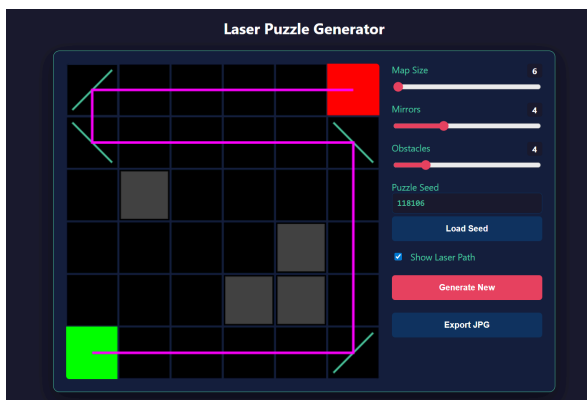 Laser Puzzle Generator
Map Size 6
Mirrors 4
Obstacles 4
Puzzle Seed
118106
Load Seed
Show Laser Path
Generate New
Export JPG